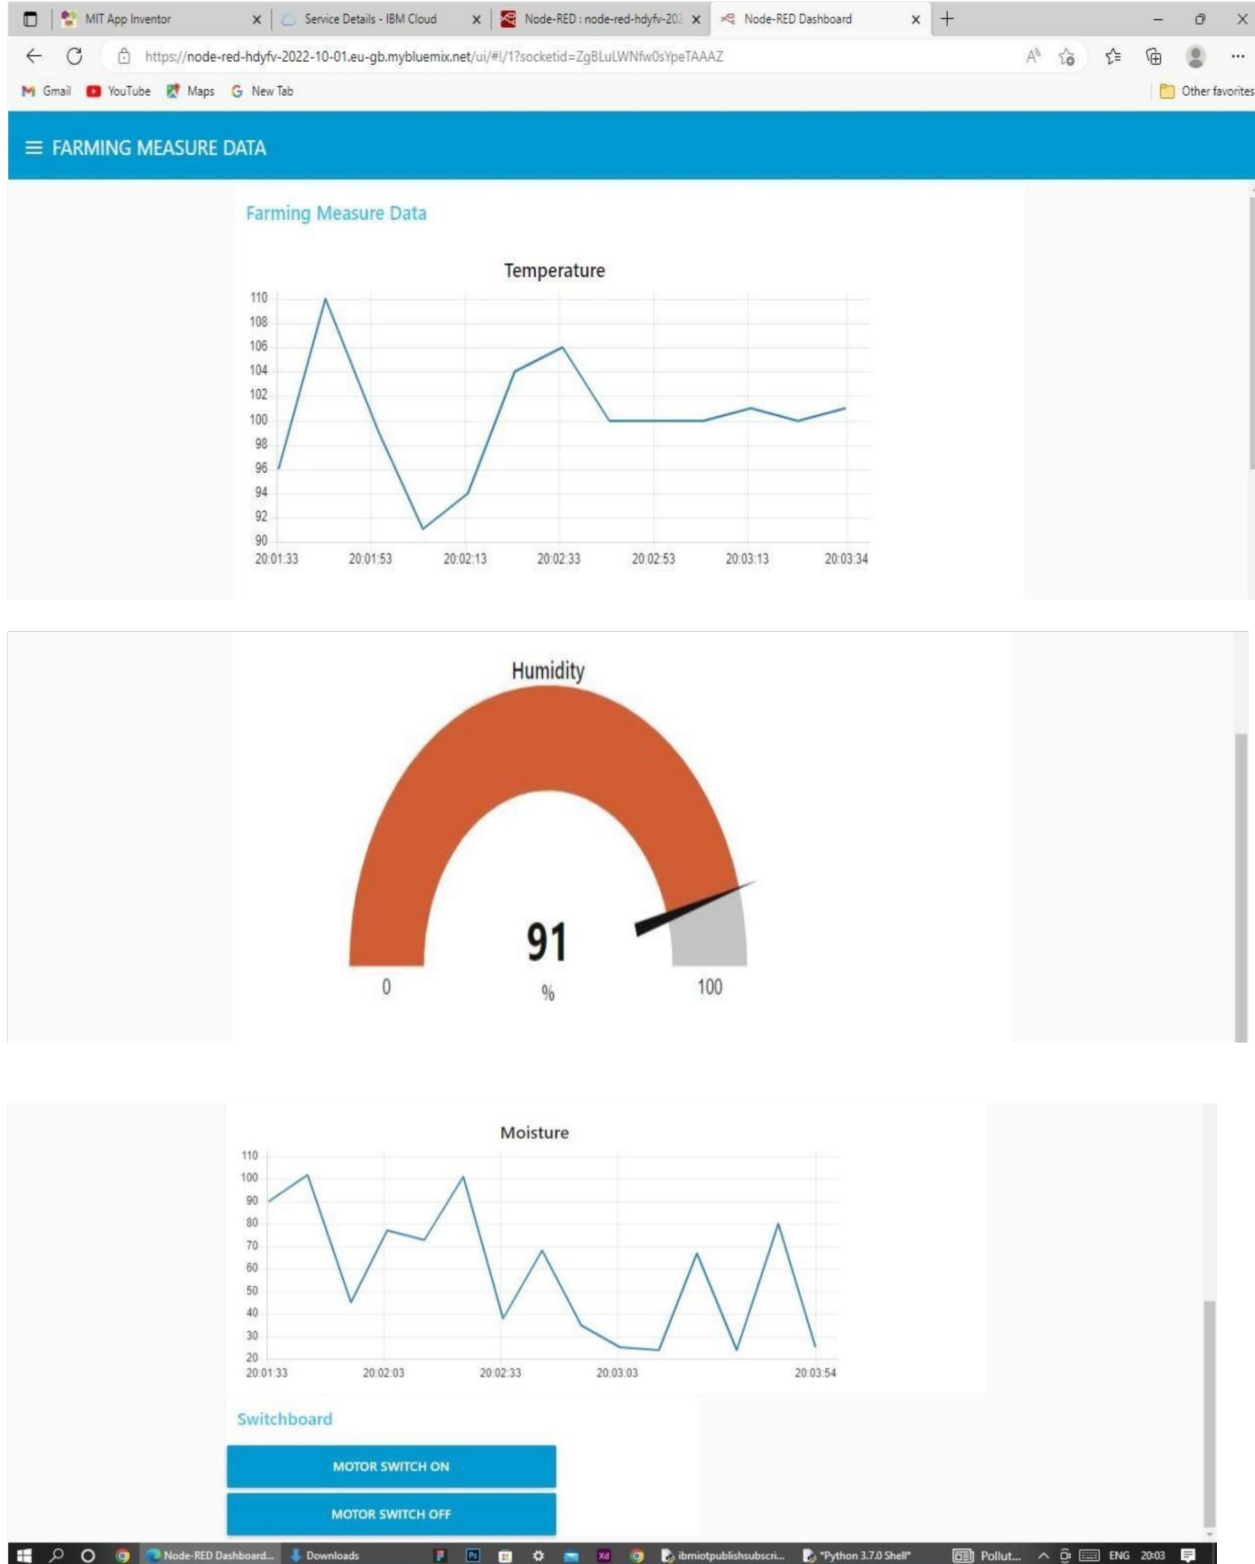 MIT App Inventor
Service Details - IBM Cloud
Node-RED : node-red-hdyfv-202
Node-RED Dashboard
https://node-red-hdyfv-2022-10-01.eu-gb.mybluemix.net/ui/#!/1?socketid=ZgBLuLWNfw0sYpeTAAAZ
Gmail YouTube Maps New Tab Other favorites
FARMING MEASURE DATA
Farming Measure Data
Temperature
110
108
106
104
102
100
98
96
94
92
90
20:01:33 20:01:53 20:02:13 20:02:33 20:02:53 20:03:13 20:03:34
Humidity
91
0 % 100
Moisture
110
100
90
80
70
60
50
40
30
20
20:01:33 20:02:03 20:02:33 20:03:03 20:03:54
Switchboard
MOTOR SWITCH ON
MOTOR SWITCH OFF
Node-RED Dashboard... Downloads ibmiotpublishsubscri... *Python 3.7.0 Shell* Pollut... ENG 20:03